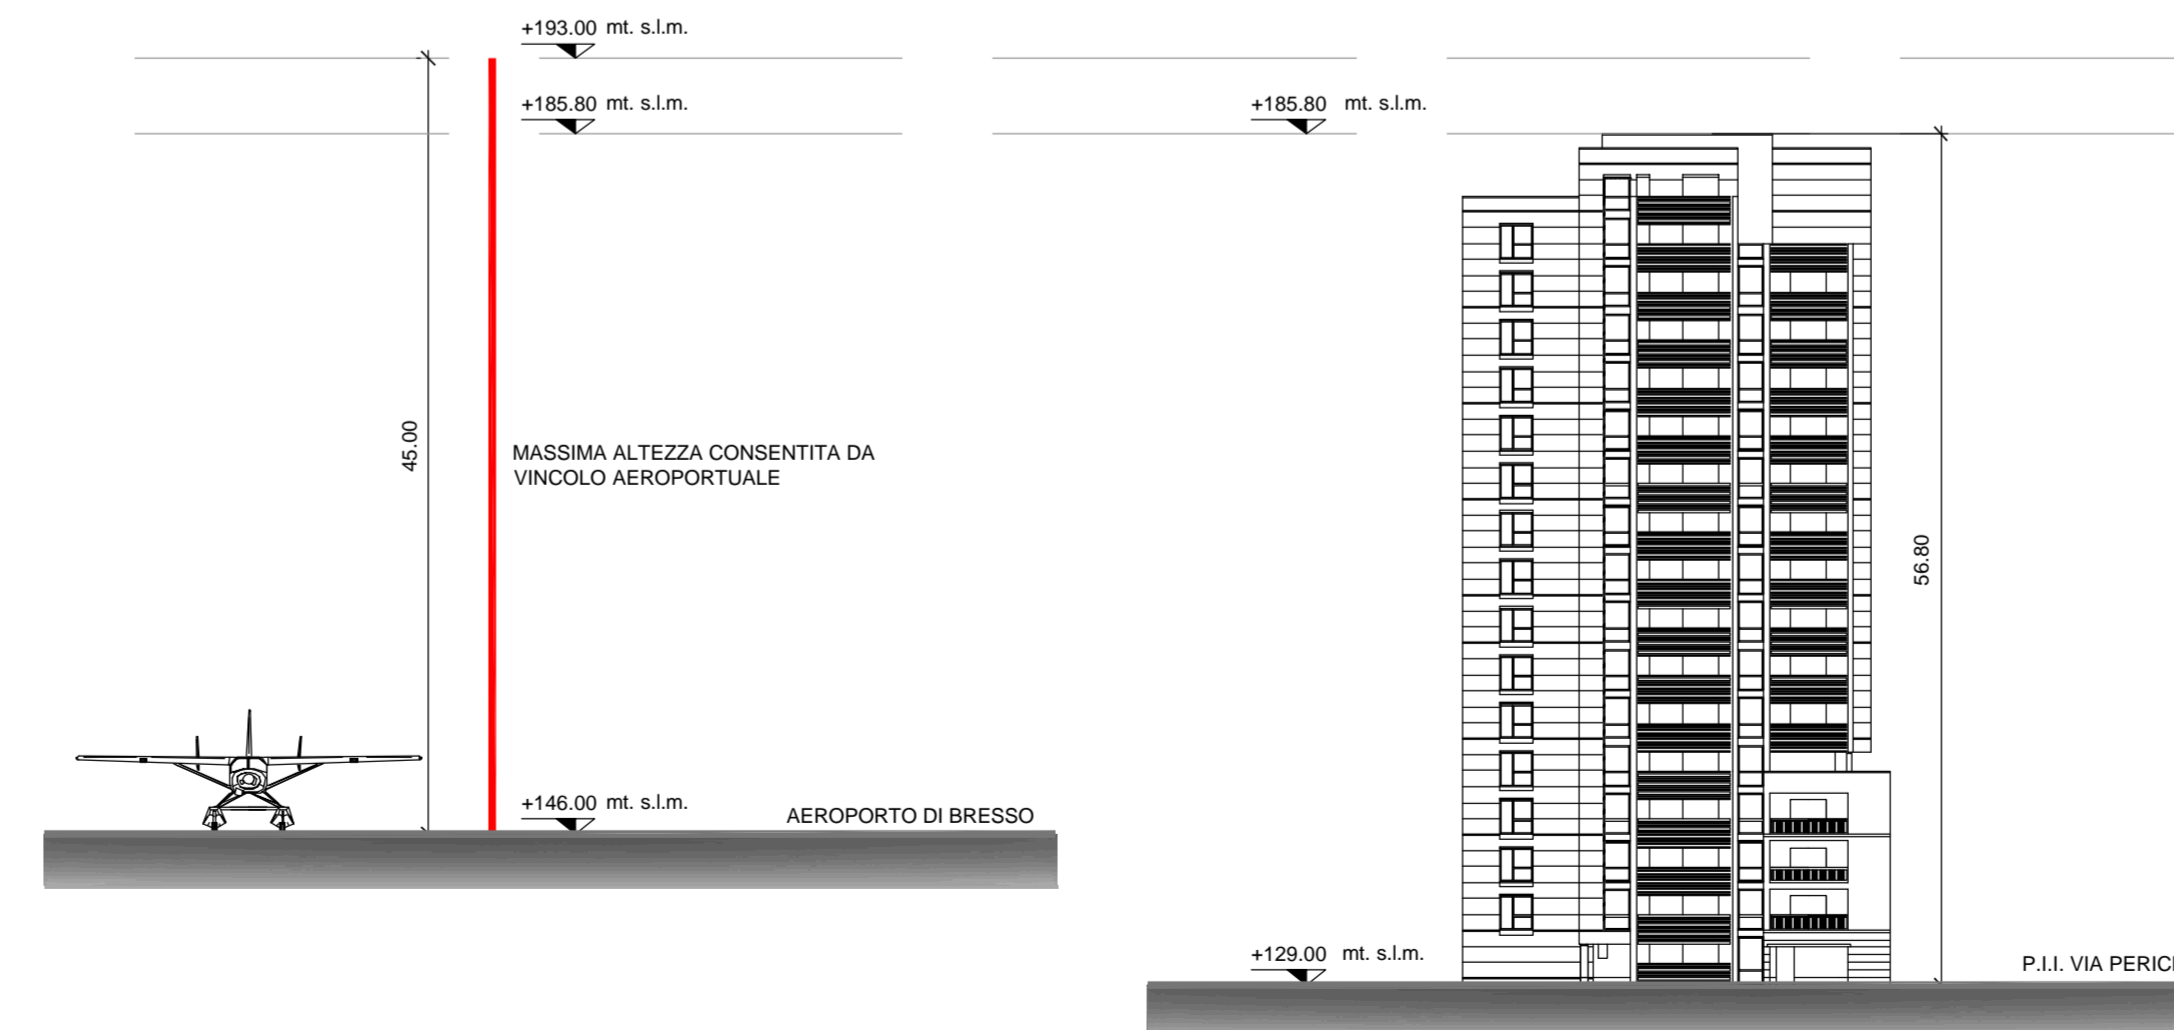 +193.00 mt. s.l.m.
+185.80 mt. s.l.m.
+185.80 mt. s.l.m.
45.00
MASSIMA ALTEZZA CONSENTITA DA
VINCOLO AEROPORTUALE
56.80
+146.00 mt. s.l.m.
AEROPORTO DI BRESSO
+129.00 mt. s.l.m.
P.I.I. VIA